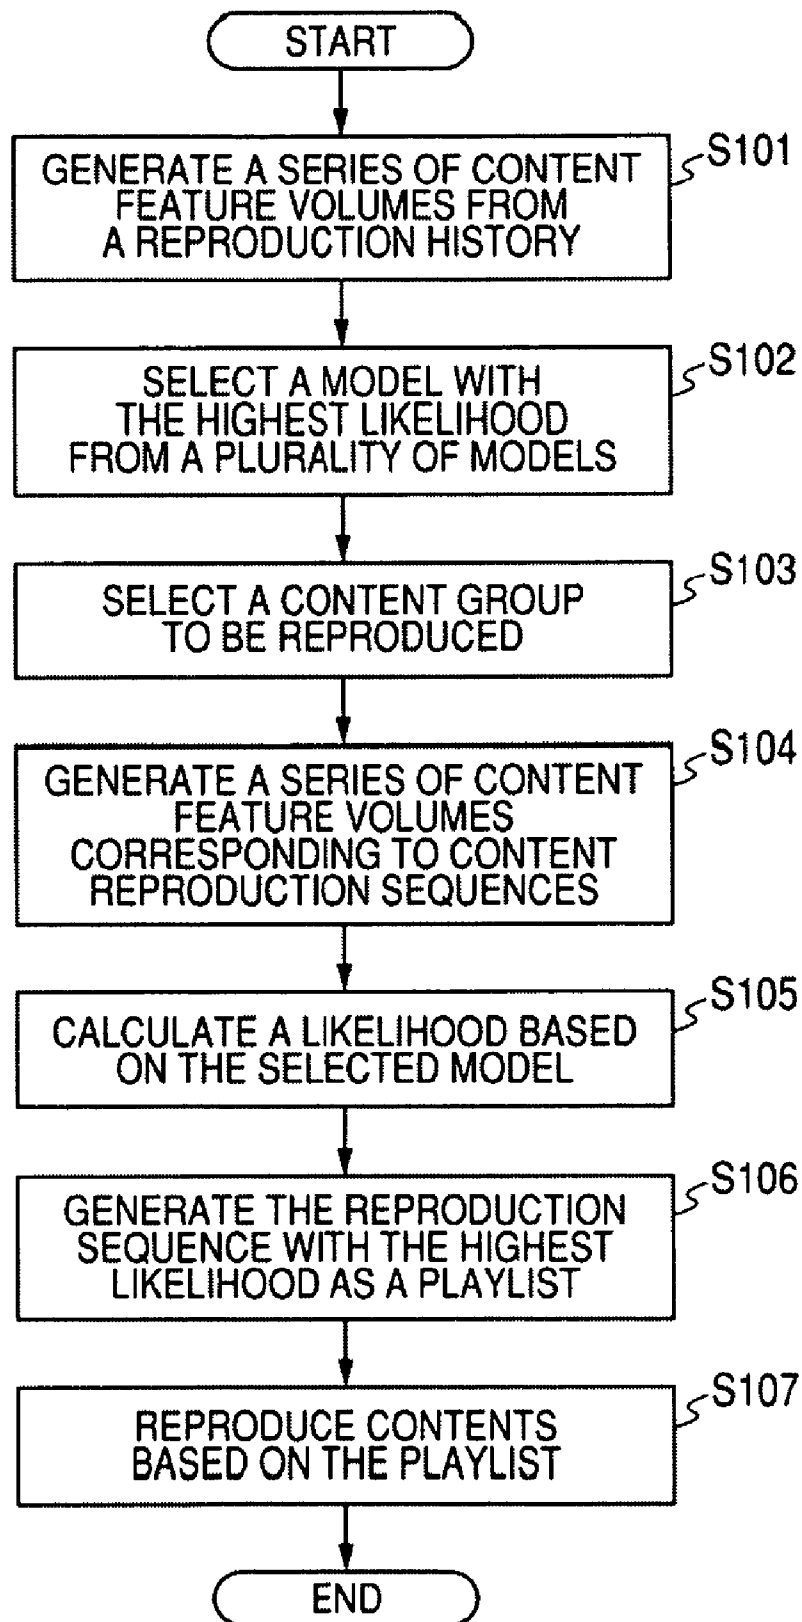 START
S101
GENERATE A SERIES OF CONTENT
FEATURE VOLUMES FROM
A REPRODUCTION HISTORY
S102
SELECT A MODEL WITH
THE HIGHEST LIKELIHOOD
FROM A PLURALITY OF MODELS
S103
SELECT A CONTENT GROUP
TO BE REPRODUCED
S104
GENERATE A SERIES OF CONTENT
FEATURE VOLUMES
CORRESPONDING TO CONTENT
REPRODUCTION SEQUENCES
S105
CALCULATE A LIKELIHOOD BASED
ON THE SELECTED MODEL
S106
GENERATE THE REPRODUCTION
SEQUENCE WITH THE HIGHEST
LIKELIHOOD AS A PLAYLIST
S107
REPRODUCE CONTENTS
BASED ON THE PLAYLIST
END